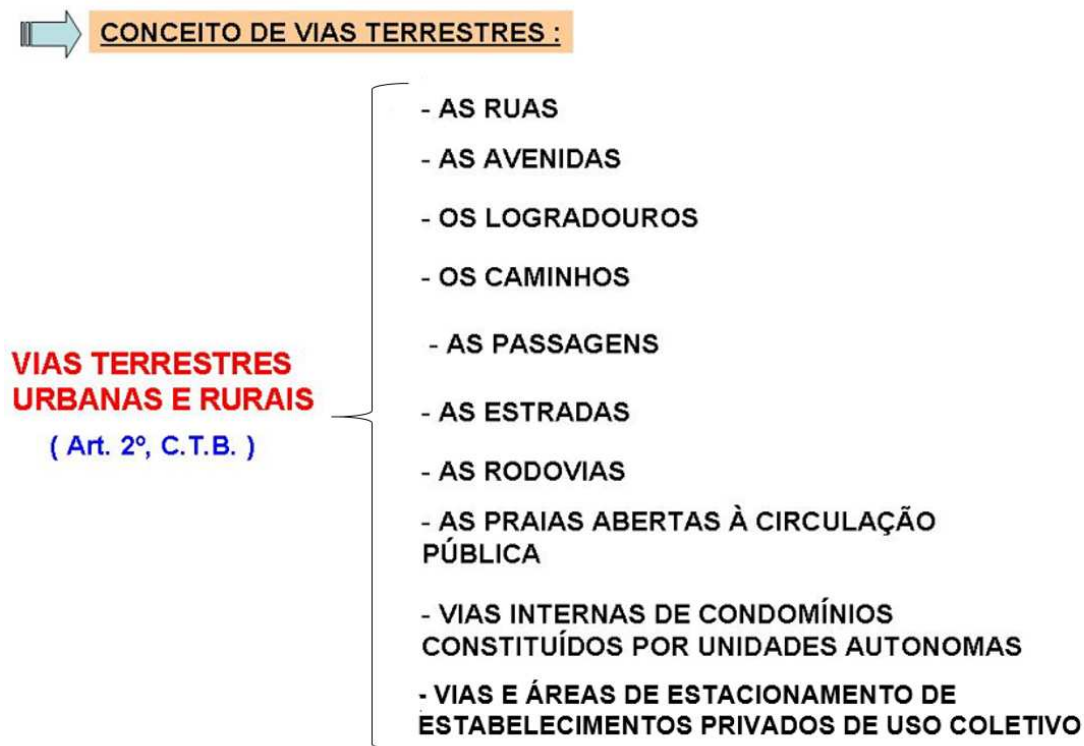 CONCEITO DE VIAS TERRESTRES :
- AS RUAS
- AS AVENIDAS
- OS LOGRADOUROS
- OS CAMINHOS
- AS PASSAGENS
VIAS TERRESTRES
URBANAS E RURAIS
( Art. 2º, C.T.B. )
- AS ESTRADAS
- AS RODOVIAS
- AS PRAIAS ABERTAS À CIRCULAÇÃO
PÚBLICA
- VIAS INTERNAS DE CONDOMÍNIOS
CONSTITUÍDOS POR UNIDADES AUTONOMAS
- VIAS E ÁREAS DE ESTACIONAMENTO DE
ESTABELECIMENTOS PRIVADOS DE USO COLETIVO